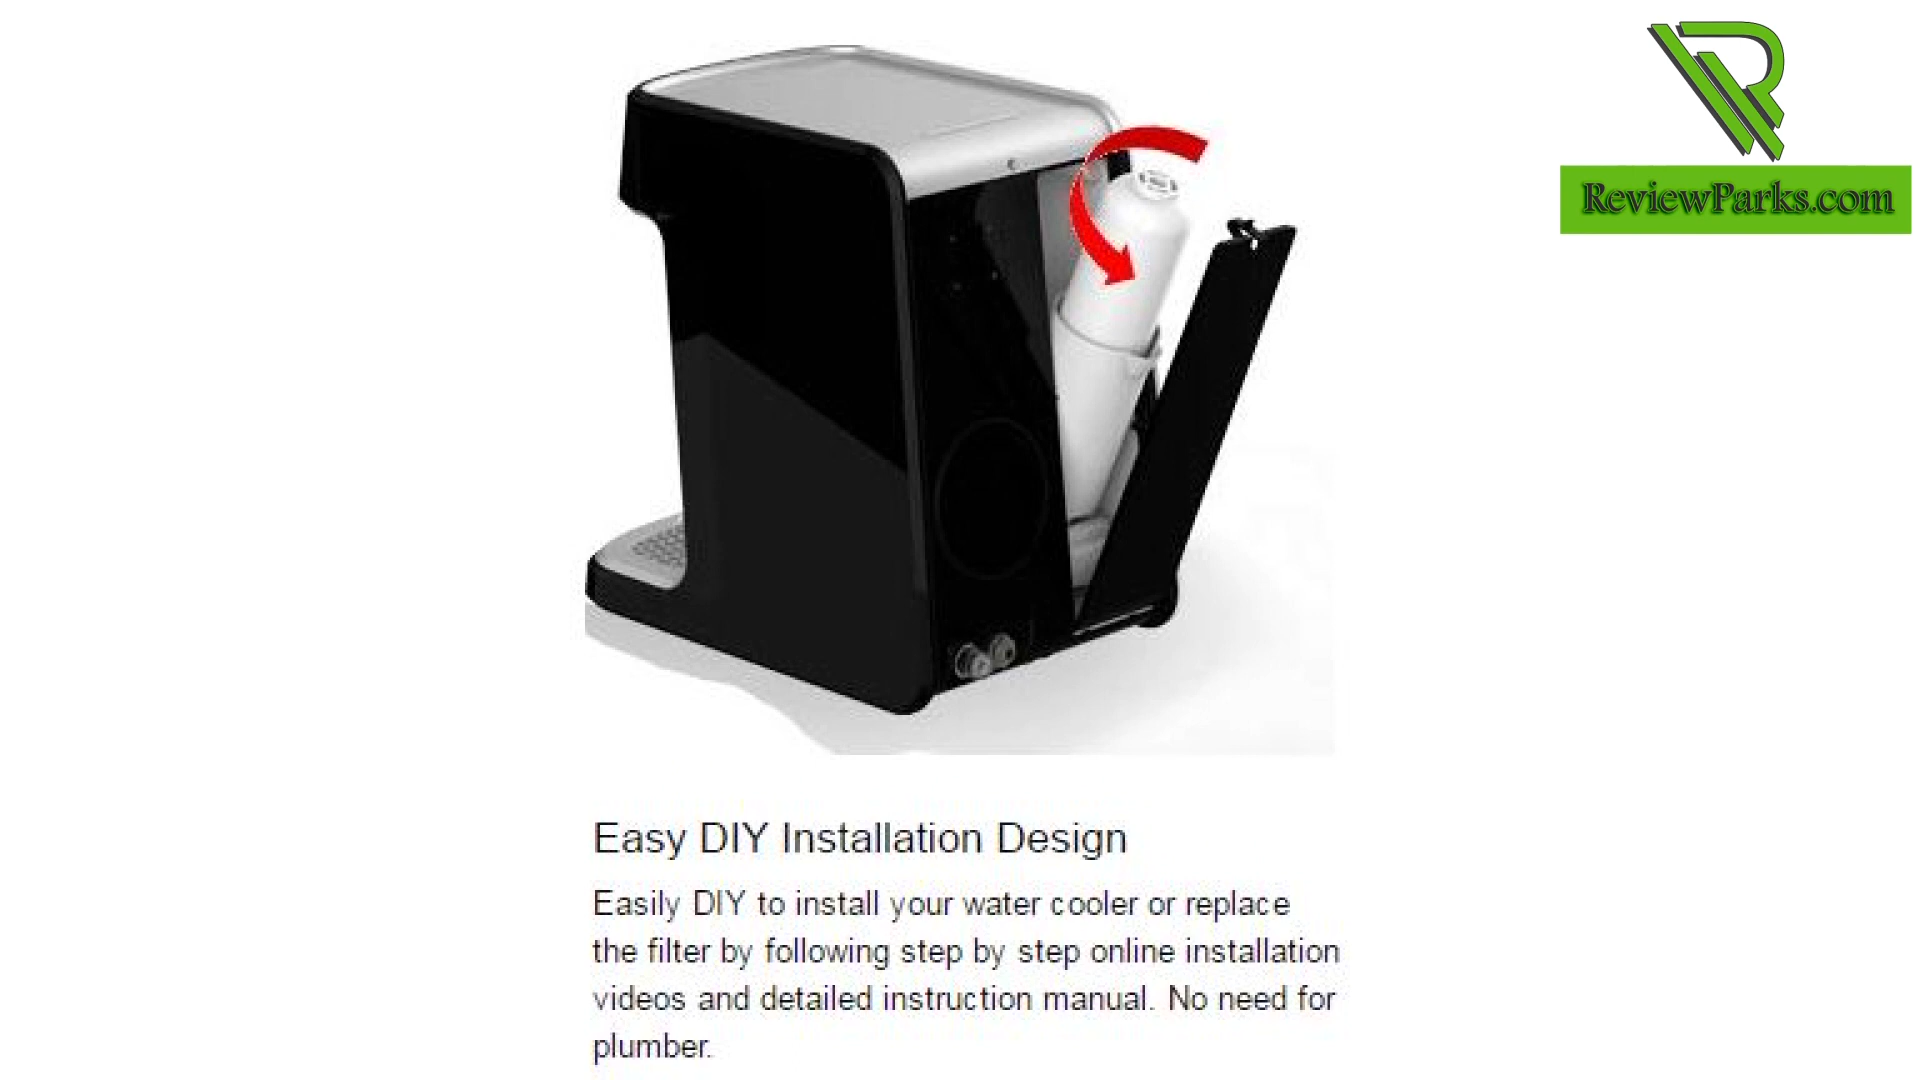 ReviewParks.com
Easy DIY Installation Design
Easily DIY to install your water cooler or replace
the filter by following step by step online installation
videos and detailed instruction manual. No need for
plumber.